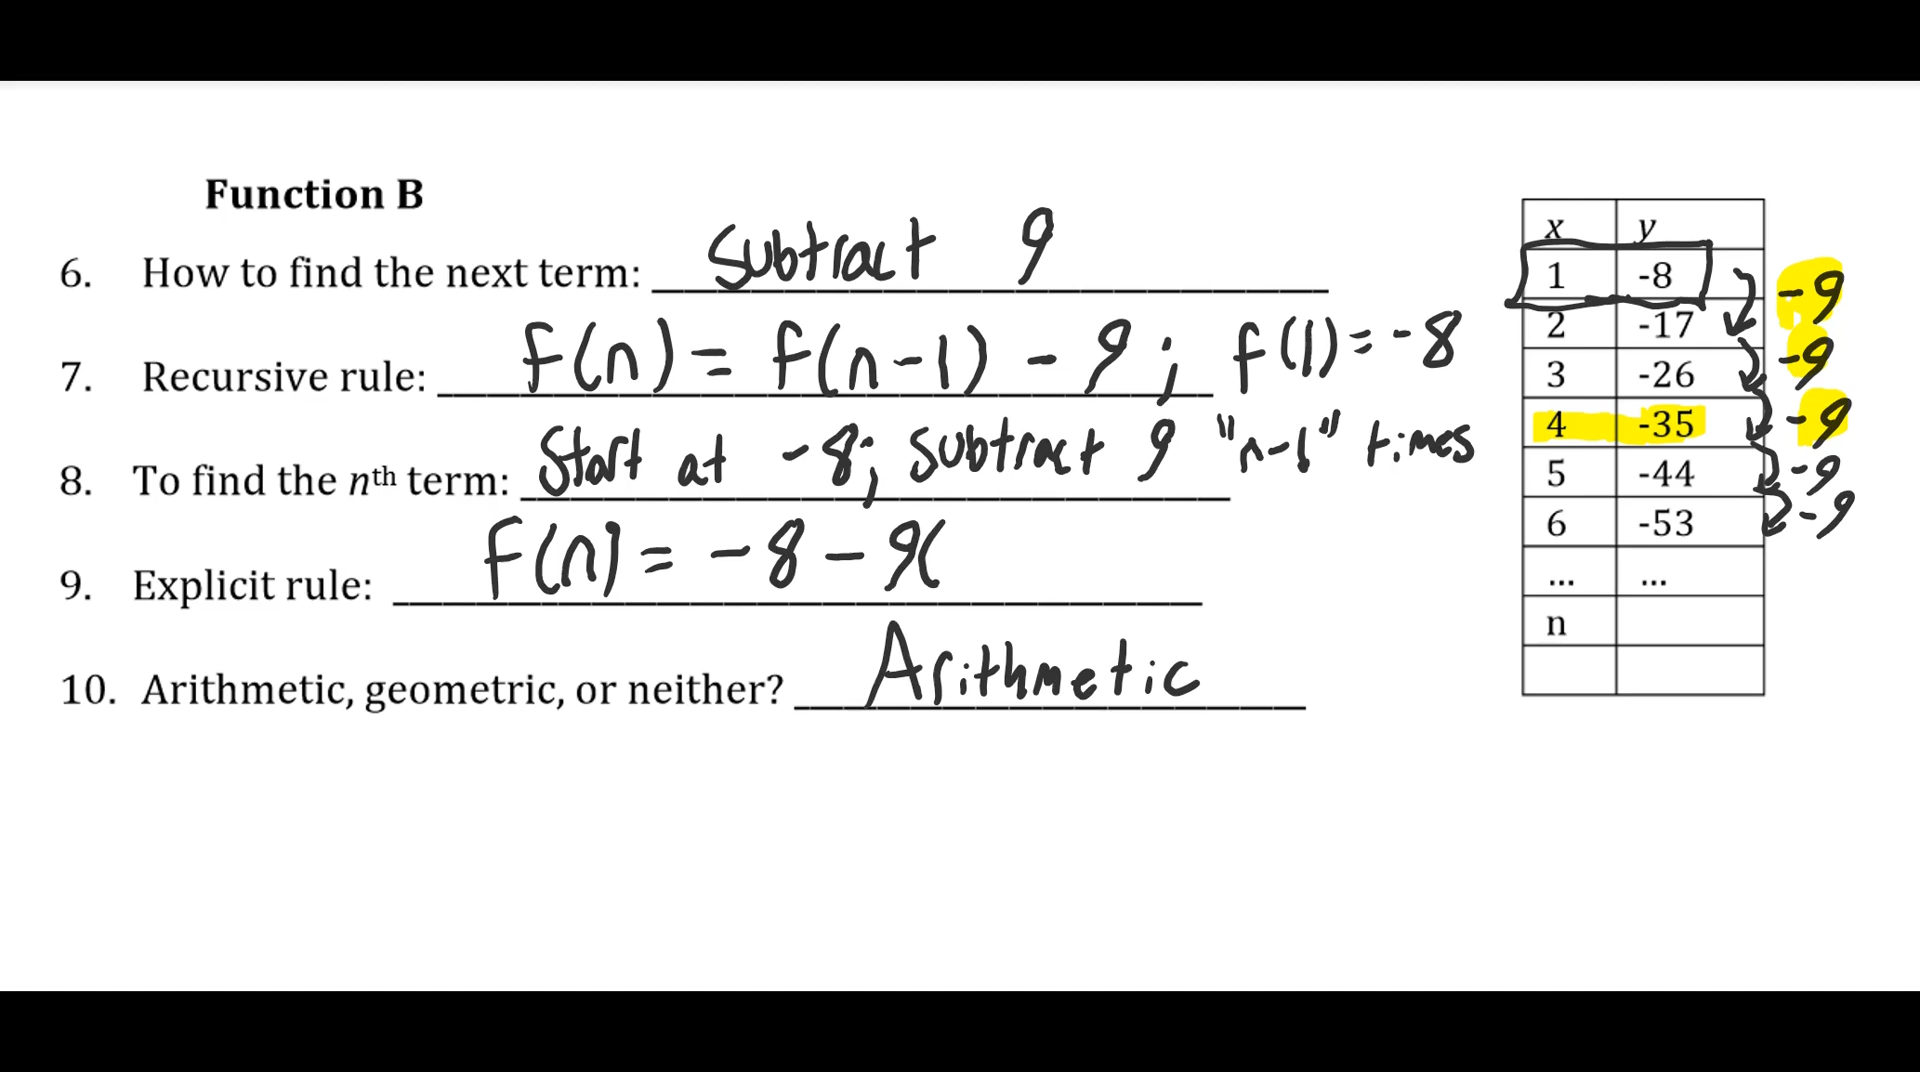 Function B
6. How to find the next term: Subtract 9
7. Recursive rule: f(n) = f(n-1) - 9 ; f(1) = -8
8. To find the nth term: Start at -8; subtract 9 "n-1" times
9. Explicit rule: f(n) = -8 - 9(
10. Arithmetic, geometric, or neither? Arithmetic
x y
1 -8 -9
2 -17 -9
3 -26
4 -35 -9
5 -44 -9
6 -53 -9
... ...
n